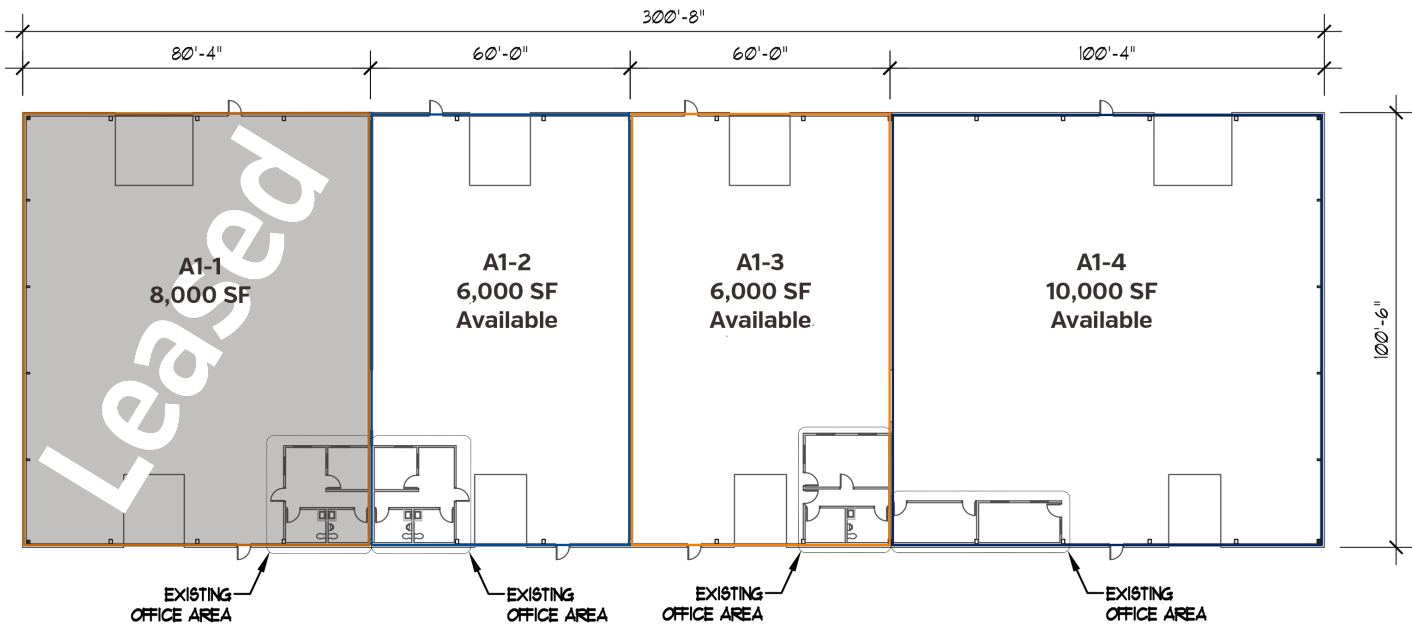 300'-8"
80'-4"
60'-0"
60'-0"
100'-4"
Leased
A1-1
8,000 SF
A1-2
6,000 SF
Available
A1-3
6,000 SF
Available
A1-4
10,000 SF
Available
100'-6"
EXISTING
OFFICE AREA
EXISTING
OFFICE AREA
EXISTING
OFFICE AREA
EXISTING
OFFICE AREA